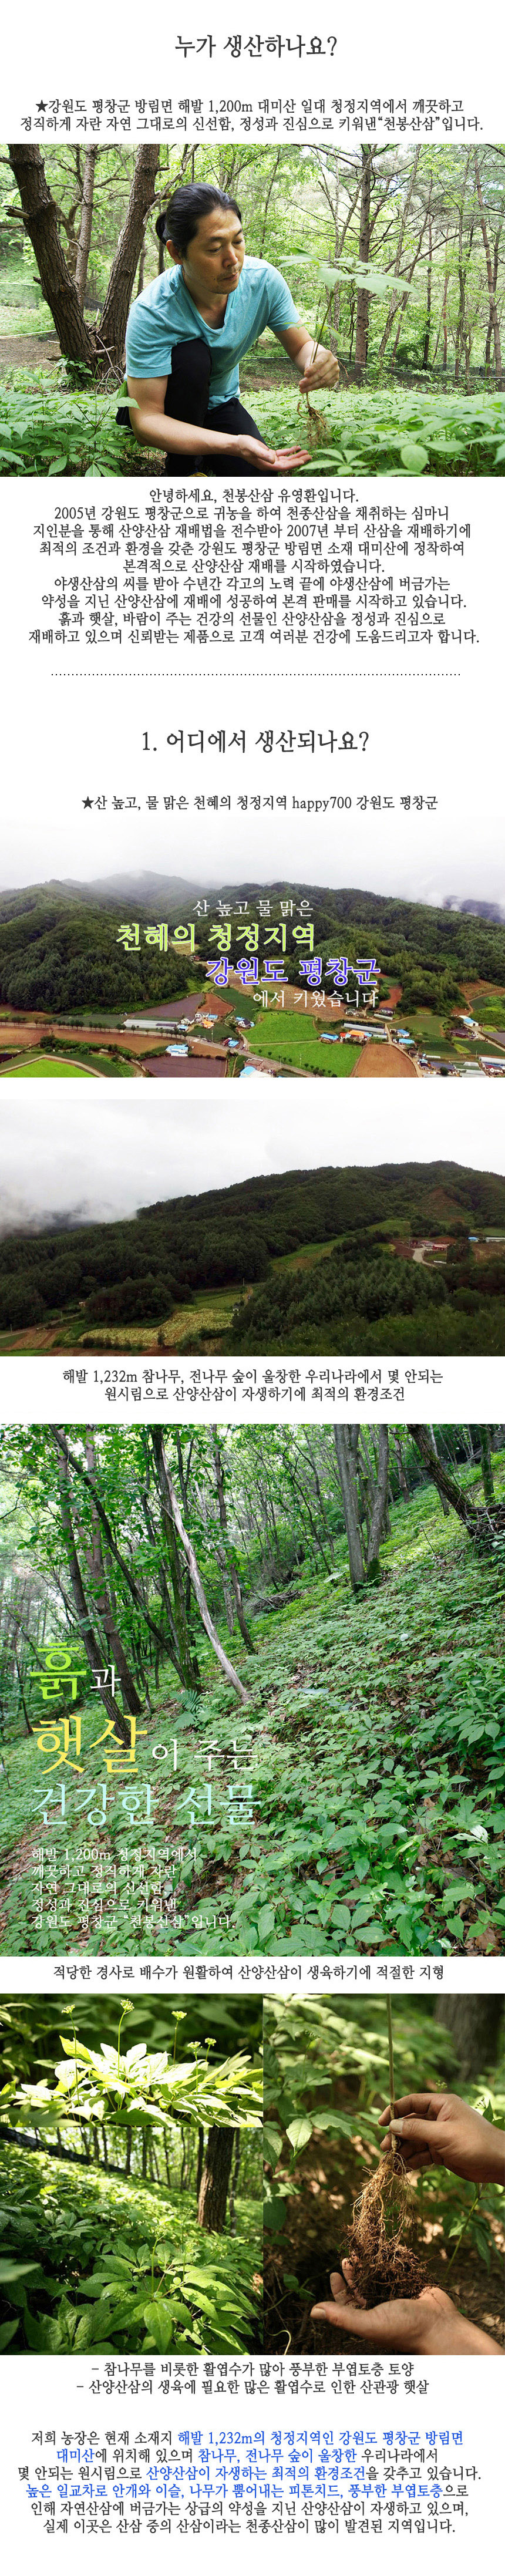 누가 생산하나요?
★강원도 평창군 방림면 해발 1,200m 대미산 일대 청정지역에서 깨끗하고
정직하게 자란 자연 그대로의 신선함, 정성과 진심으로 키워낸“천봉산삼”입니다.
안녕하세요, 천봉산삼 유영환입니다.
2005년 강원도 평창군으로 귀농을 하여 천종산삼을 채취하는 심마니
지인분을 통해 산양산삼 재배법을 전수받아 2007년 부터 산삼을 재배하기에
최적의 조건과 환경을 갖춘 강원도 평창군 방림면 소재 대미산에 정착하여
본격적으로 산양산삼 재배를 시작하였습니다.
야생산삼의 씨를 받아 수년간 각고의 노력 끝에 야생산삼에 버금가는
약성을 지닌 산양산삼에 재배에 성공하여 본격 판매를 시작하고 있습니다.
흙과 햇살, 바람이 주는 건강의 선물인 산양산삼을 정성과 진심으로
재배하고 있으며 신뢰받는 제품으로 고객 여러분 건강에 도움드리고자 합니다.
1. 어디에서 생산되나요?
★산 높고, 물 맑은 천혜의 청정지역 happy700 강원도 평창군
산 높고 물 맑은
천혜의 청정지역
강원도 평창군
에서 키웠습니다
해발 1,232m 참나무, 전나무 숲이 울창한 우리나라에서 몇 안되는
원시림으로 산양산삼이 자생하기에 최적의 환경조건
흙과
햇살이 주는
건강한 선물
해발 1,200m 청정지역에서
깨끗하고 정직하게 자란
자연 그대로의 신선함
정성과 진심으로 키워낸
강원도 평창군 “천봉산삼”입니다.
적당한 경사로 배수가 원활하여 산양산삼이 생육하기에 적절한 지형
- 참나무를 비롯한 활엽수가 많아 풍부한 부엽토층 토양
- 산양산삼의 생육에 필요한 많은 활엽수로 인한 산관광 햇살
저희 농장은 현재 소재지 해발 1,232m의 청정지역인 강원도 평창군 방림면
대미산에 위치해 있으며 참나무, 전나무 숲이 울창한 우리나라에서
몇 안되는 원시림으로 산양산삼이 자생하는 최적의 환경조건을 갖추고 있습니다.
높은 일교차로 안개와 이슬, 나무가 뿜어내는 피톤치드, 풍부한 부엽토층으로
인해 자연산삼에 버금가는 상급의 약성을 지닌 산양산삼이 자생하고 있으며,
실제 이곳은 산삼 중의 산삼이라는 천종산삼이 많이 발견된 지역입니다.